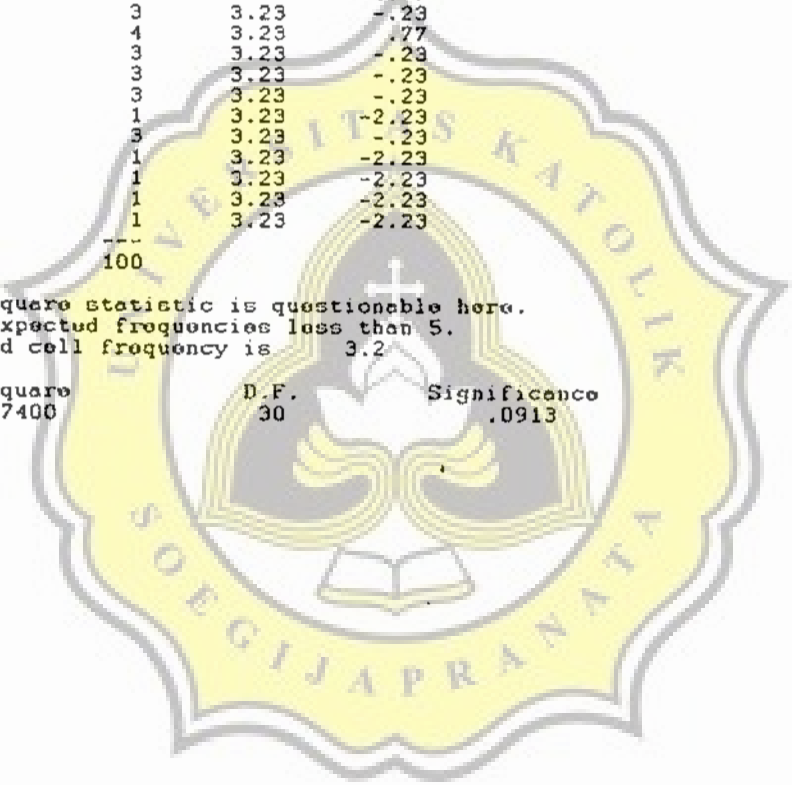 3 3.23 -.23
4 3.23 .77
3 3.23 -.23
3 3.23 -.23
3 3.23 -.23
1 3.23 -2.23
3 3.23 -.23
1 3.23 -2.23
1 3.23 -2.23
1 3.23 -2.23
1 3.23 -2.23
---
100
quare statistic is questionable here.
xpected frequencies less than 5.
d cell frequency is 3.2
quare D.F. Significance
7400 30 .0913
UNIVERSITAS KATOLIK
SOEGIJAPRANATA